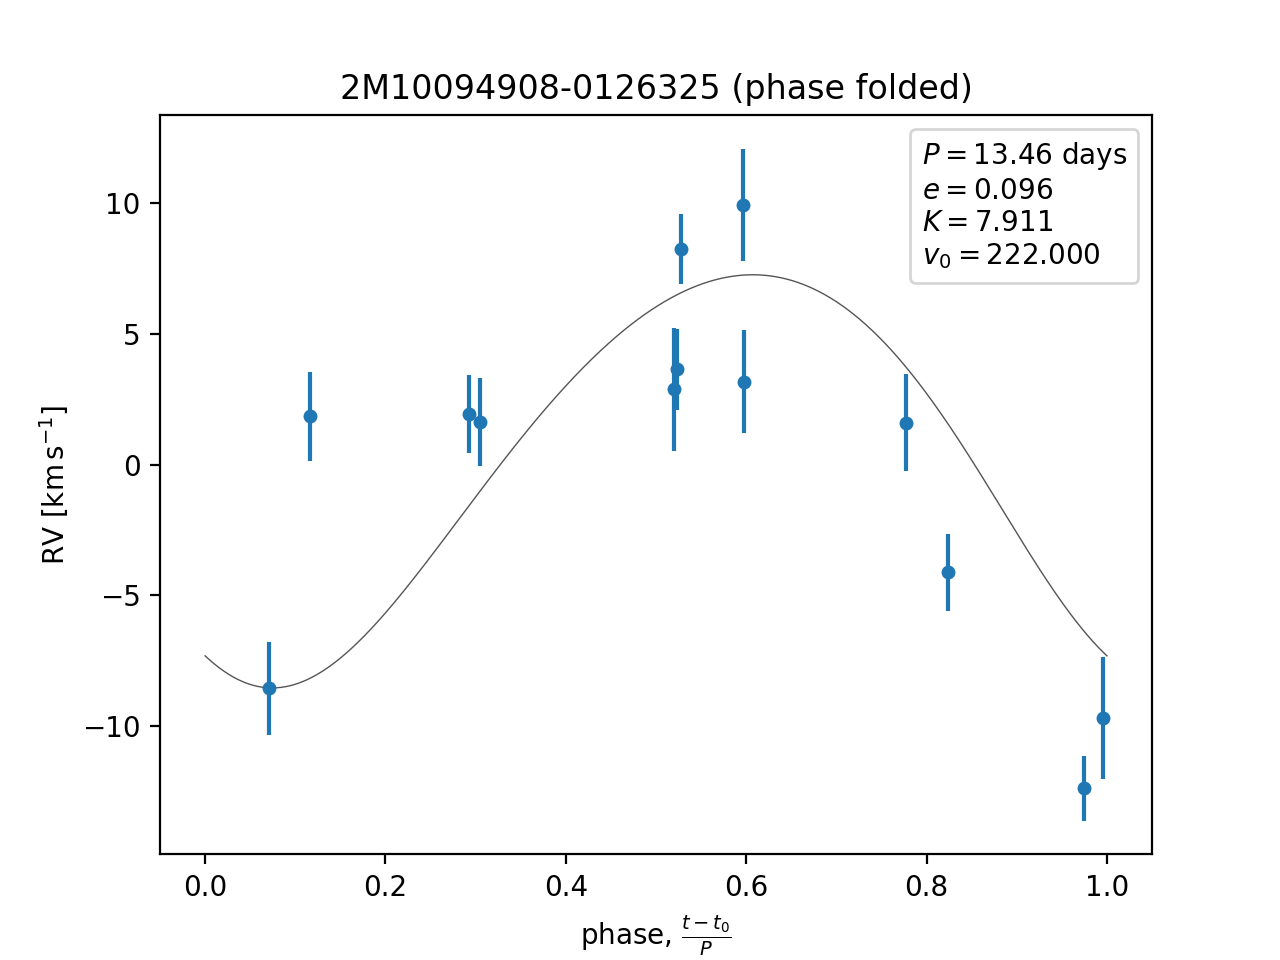 2M10094908-0126325 (phase folded)
P = 13.46 days
e = 0.096
K = 7.911
v₀ = 222.000
RV [km s⁻¹]
10
5
0
−5
−10
0.0 0.2 0.4 0.6 0.8 1.0
phase, (t − t₀)/P